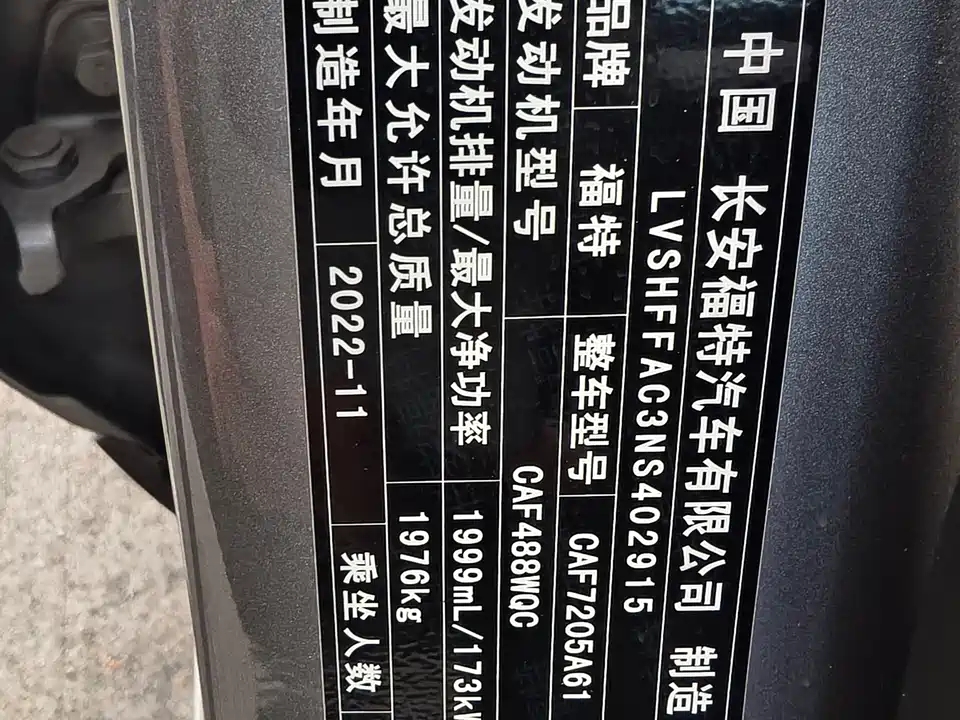 中国 长安福特汽车有限公司 制造
LVSHFFAC3NS402915
品牌 福特 整车型号 CAF7205A61
发动机型号 CAF488WQC
发动机排量/最大净功率 1999mL/173kW
最大允许总质量 1976kg
制造年月 2022-11 乘坐人数